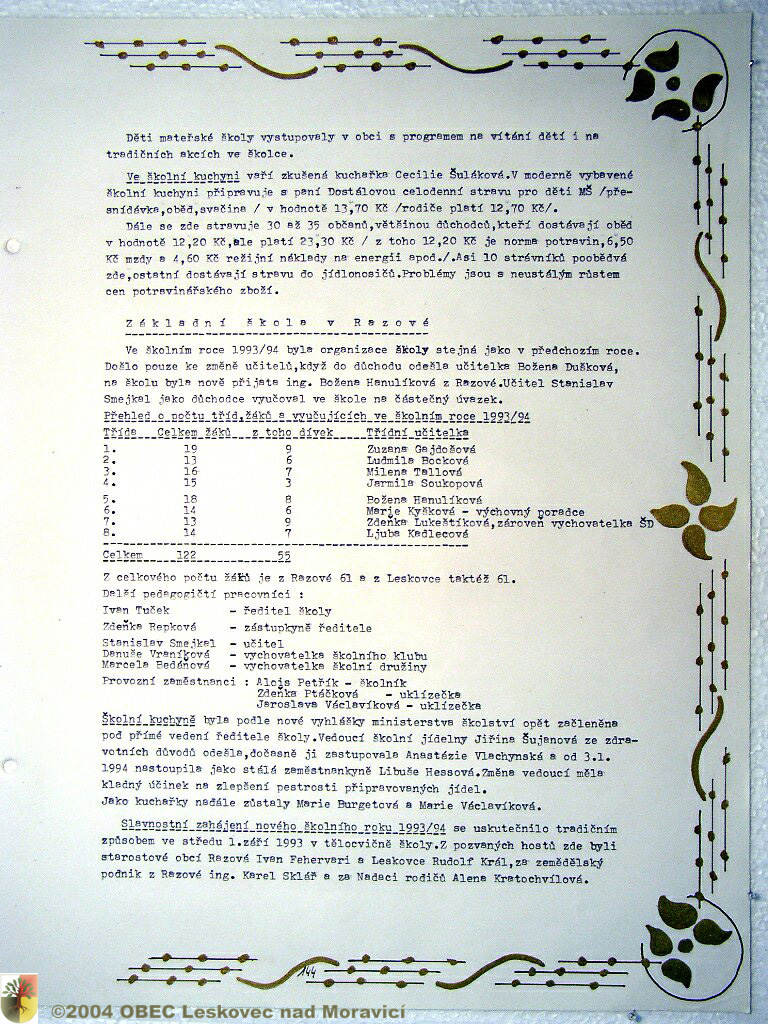 Děti mateřské školy vystupovaly v obci s programem na vítání dětí i na
tradičních akcích ve školce.
Ve školní kuchyni vaří zkušená kuchařka Cecilie Šuláková.V moderně vybavené
školní kuchyni připravuje s paní Dostálovou celodenní stravu pro děti MŠ /pře-
snídávka,oběd,svačina / v hodnotě 13,70 Kč /rodiče platí 12,70 Kč/.
Dále se zde stravuje 30 až 35 občanů,většinou důchodců,kteří dostávají oběd
v hodnotě 12,20 Kč,ale platí 23,30 Kč / z toho 12,20 Kč je norma potravin,6,50
Kč mzdy a 4,60 Kč režijní náklady na energii apod./.Asi 10 strávníků poobědvá
zde,ostatní dostávají stravu do jídlonosičů.Problémy jsou s neustálým růstem
cen potravinářského zboží.
Základní škola v Razové
Ve školním roce 1993/94 byla organizace školy stejná jako v předchozím roce.
Došlo pouze ke změně učitelů,když do důchodu odešla učitelka Božena Dušková,
na školu byla nově přijata ing. Božena Hanulíková z Razové.Učitel Stanislav
Smejkal jako důchodce vyučoval ve škole na částečný úvazek.
Přehled o počtu tříd,žáků a vyučujících ve školním roce 1993/94
Třída Celkem žáků z toho dívek Třídní učitelka
1. 19 9 Zuzana Gajdošová
2. 13 6 Ludmila Bocková
3. 16 7 Milena Tallová
4. 15 3 Jarmila Soukopová
5. 18 8 Božena Hanulíková
6. 14 6 Marie Kyšková - výchovný poradce
7. 13 9 Zdeňka Lukeštíková,zároveň vychovatelka ŠD
8. 14 7 Ljuba Kadlecová
Celkem 122 55
Z celkového počtu žáků je z Razové 61 a z Leskovce taktéž 61.
Další pedagogičtí pracovníci :
Ivan Tuček - ředitel školy
Zdeňka Repková - zástupkyně ředitele
Stanislav Smejkal - učitel
Danuše Vraníková - vychovatelka školního klubu
Marcela Bedáňová - vychovatelka školní družiny
Provozní zaměstnanci : Alois Petřík - školník
Zdeňka Ptáčková - uklízečka
Jaroslava Václavíková - uklízečka
Školní kuchyně byla podle nové vyhlášky ministerstva školství opět začleněna
pod přímé vedení ředitele školy.Vedoucí školní jídelny Jiřina Šujanová ze zdra-
votních důvodů odešla,dočasně ji zastupovala Anastázie Vlachynská a od 3.1.
1994 nastoupila jako stálá zaměstnankyně Libuše Hessová.Změna vedoucí měla
kladný účinek na zlepšení pestrosti připravovaných jídel.
Jako kuchařky nadále zůstaly Marie Burgetová a Marie Václavíková.
Slavnostní zahájení nového školního roku 1993/94 se uskutečnilo tradičním
způsobem ve středu 1.září 1993 v tělocvičně školy.Z pozvaných hostů zde byli
starostové obcí Razová Ivan Fehervari a Leskovce Rudolf Král,za zemědělský
podnik z Razové ing. Karel Sklář a za Nadaci rodičů Alena Kratochvílová.
144
©2004 OBEC Leskovec nad Moravicí